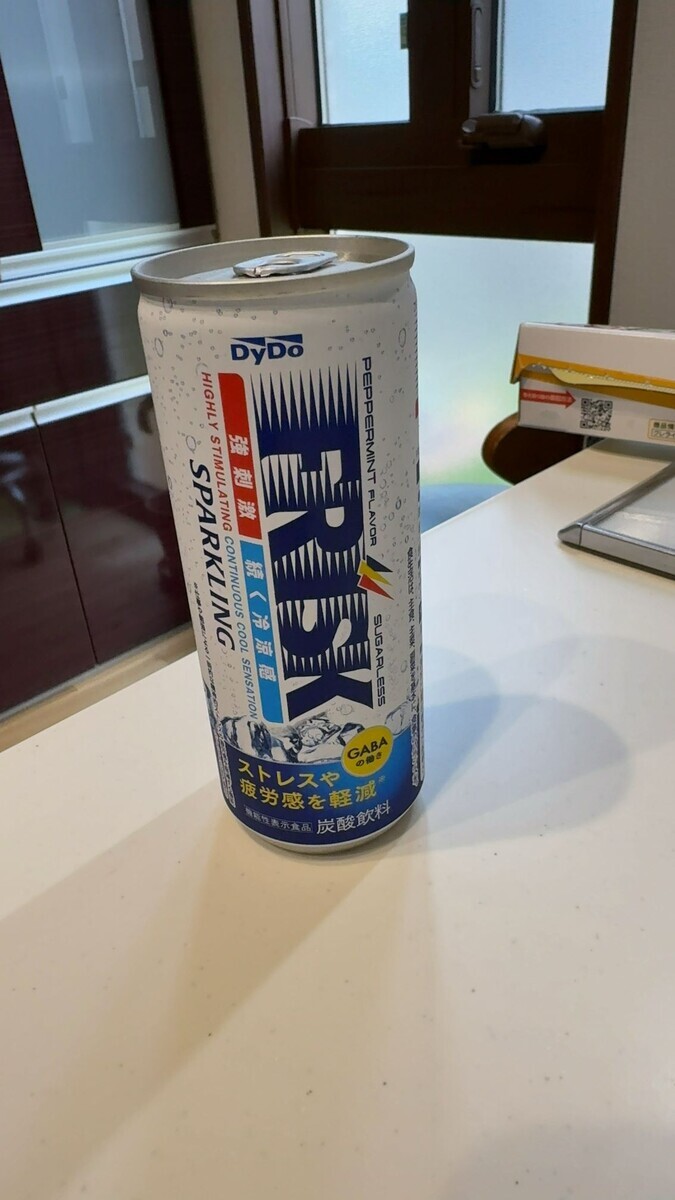 DyDo
PEPPERMINT FLAVOR
SUGARLESS
FRISK
強刺激
続く冷涼感
HIGHLY STIMULATING CONTINUOUS COOL SENSATION
SPARKLING
GABA
の働き
ストレスや
疲労感を軽減※
機能性表示食品 炭酸飲料